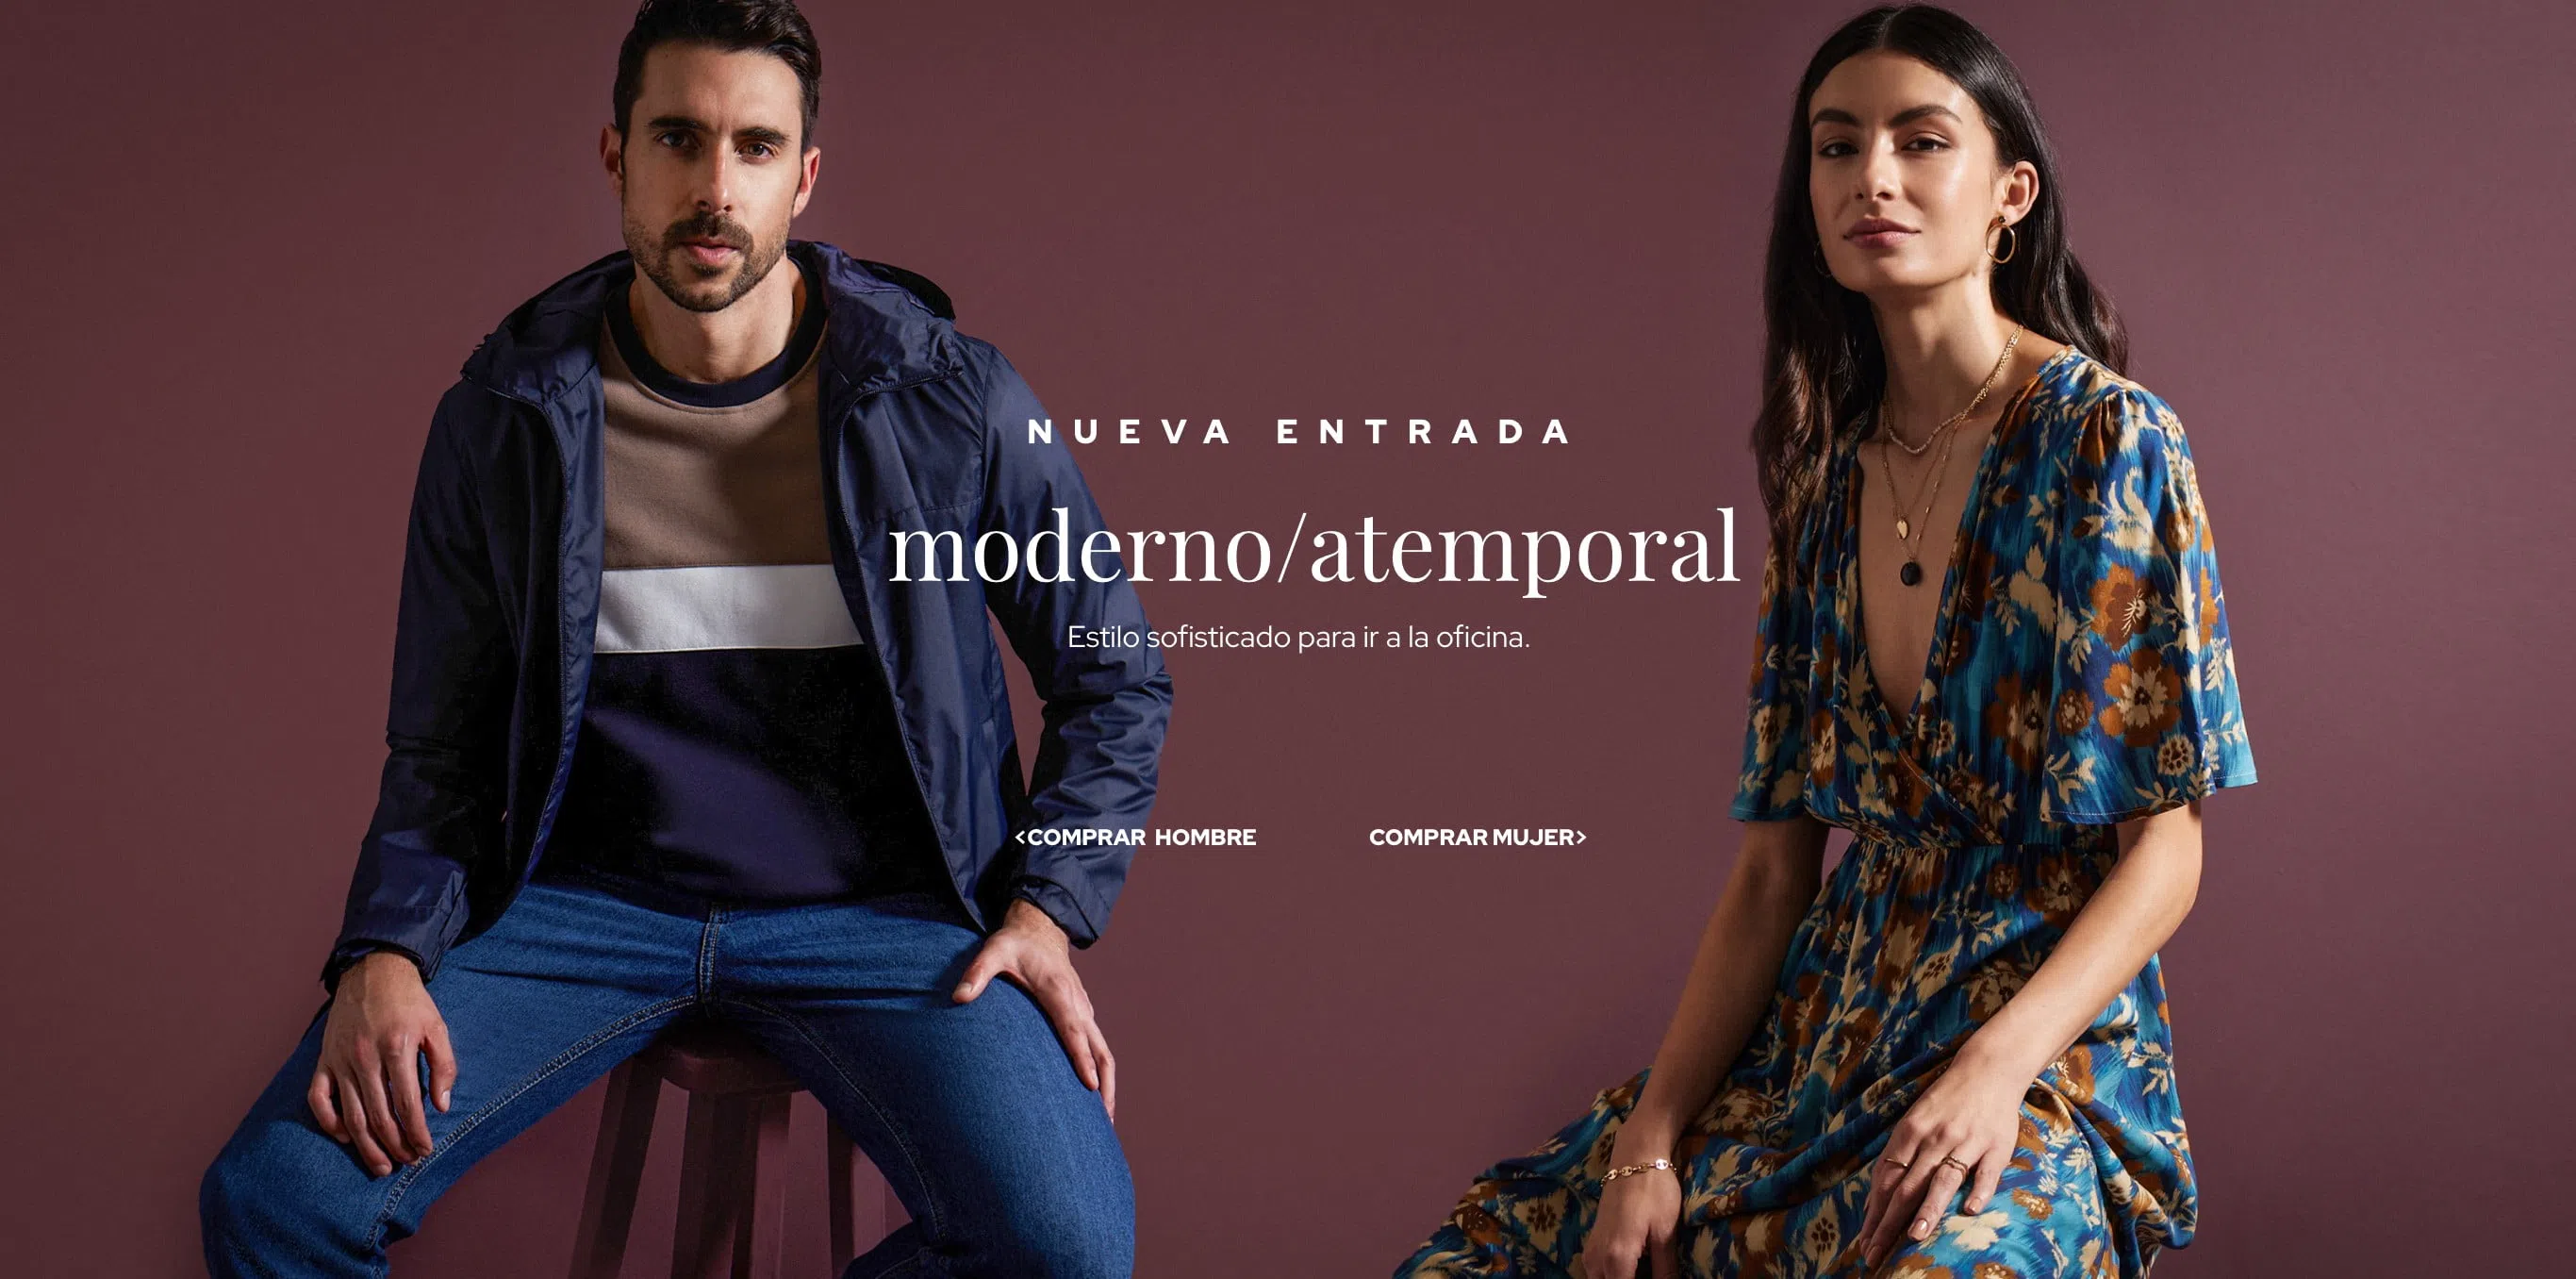 NUEVA ENTRADA
moderno/atemporal
Estilo sofisticado para ir a la oficina.
<COMPRAR HOMBRE
COMPRAR MUJER>